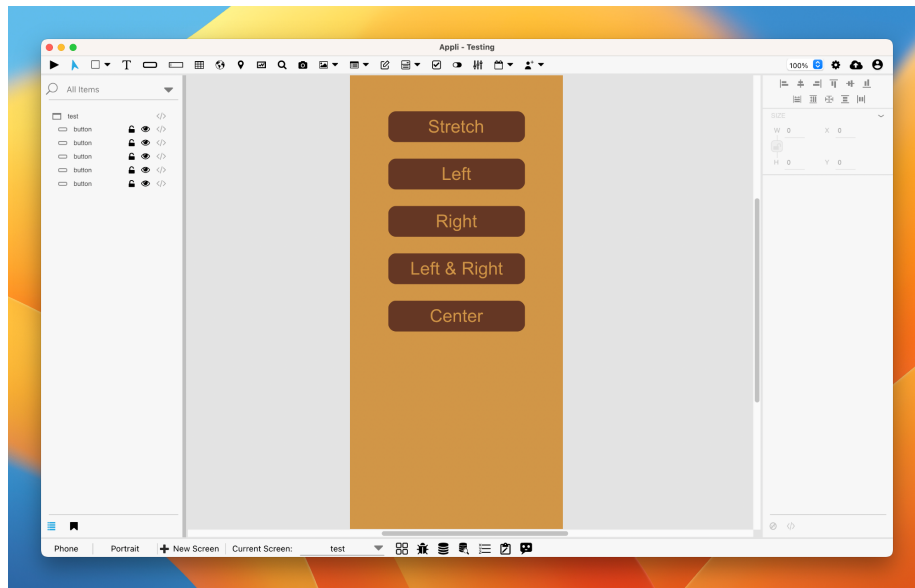 Appli - Testing
T
100%
All Items
test
button
button
button
button
button
Stretch
Left
Right
Left & Right
Center
SIZE
W 0 X 0
H 0 Y 0
Phone Portrait New Screen Current Screen: test